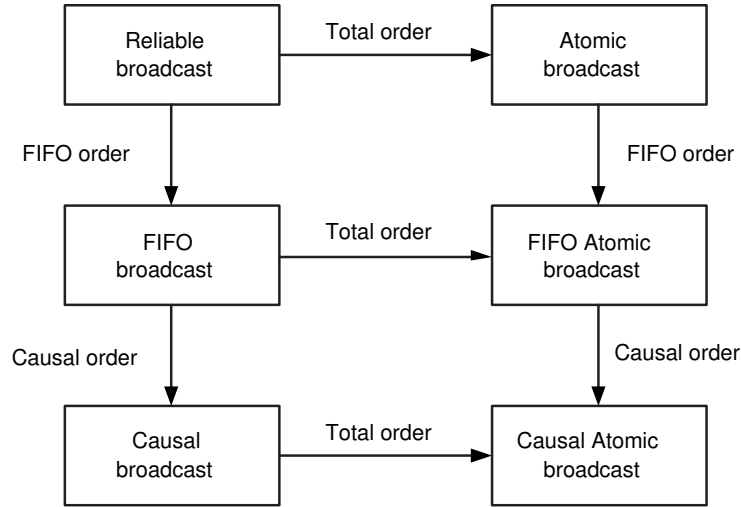 Reliable
broadcast
Total order
Atomic
broadcast
FIFO order
FIFO order
FIFO
broadcast
Total order
FIFO Atomic
broadcast
Causal order
Causal order
Causal
broadcast
Total order
Causal Atomic
broadcast